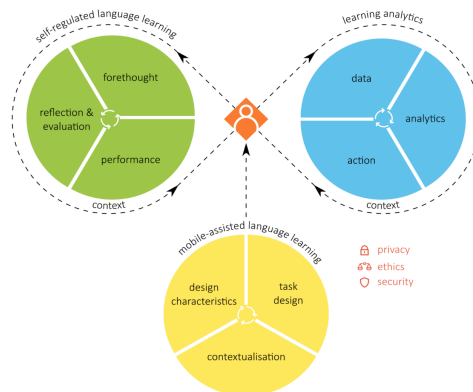 self-regulated language learning
forethought
reflection &
evaluation
performance
context
learning analytics
data
analytics
action
context
mobile-assisted language learning
design
characteristics
task
design
contextualisation
privacy
ethics
security